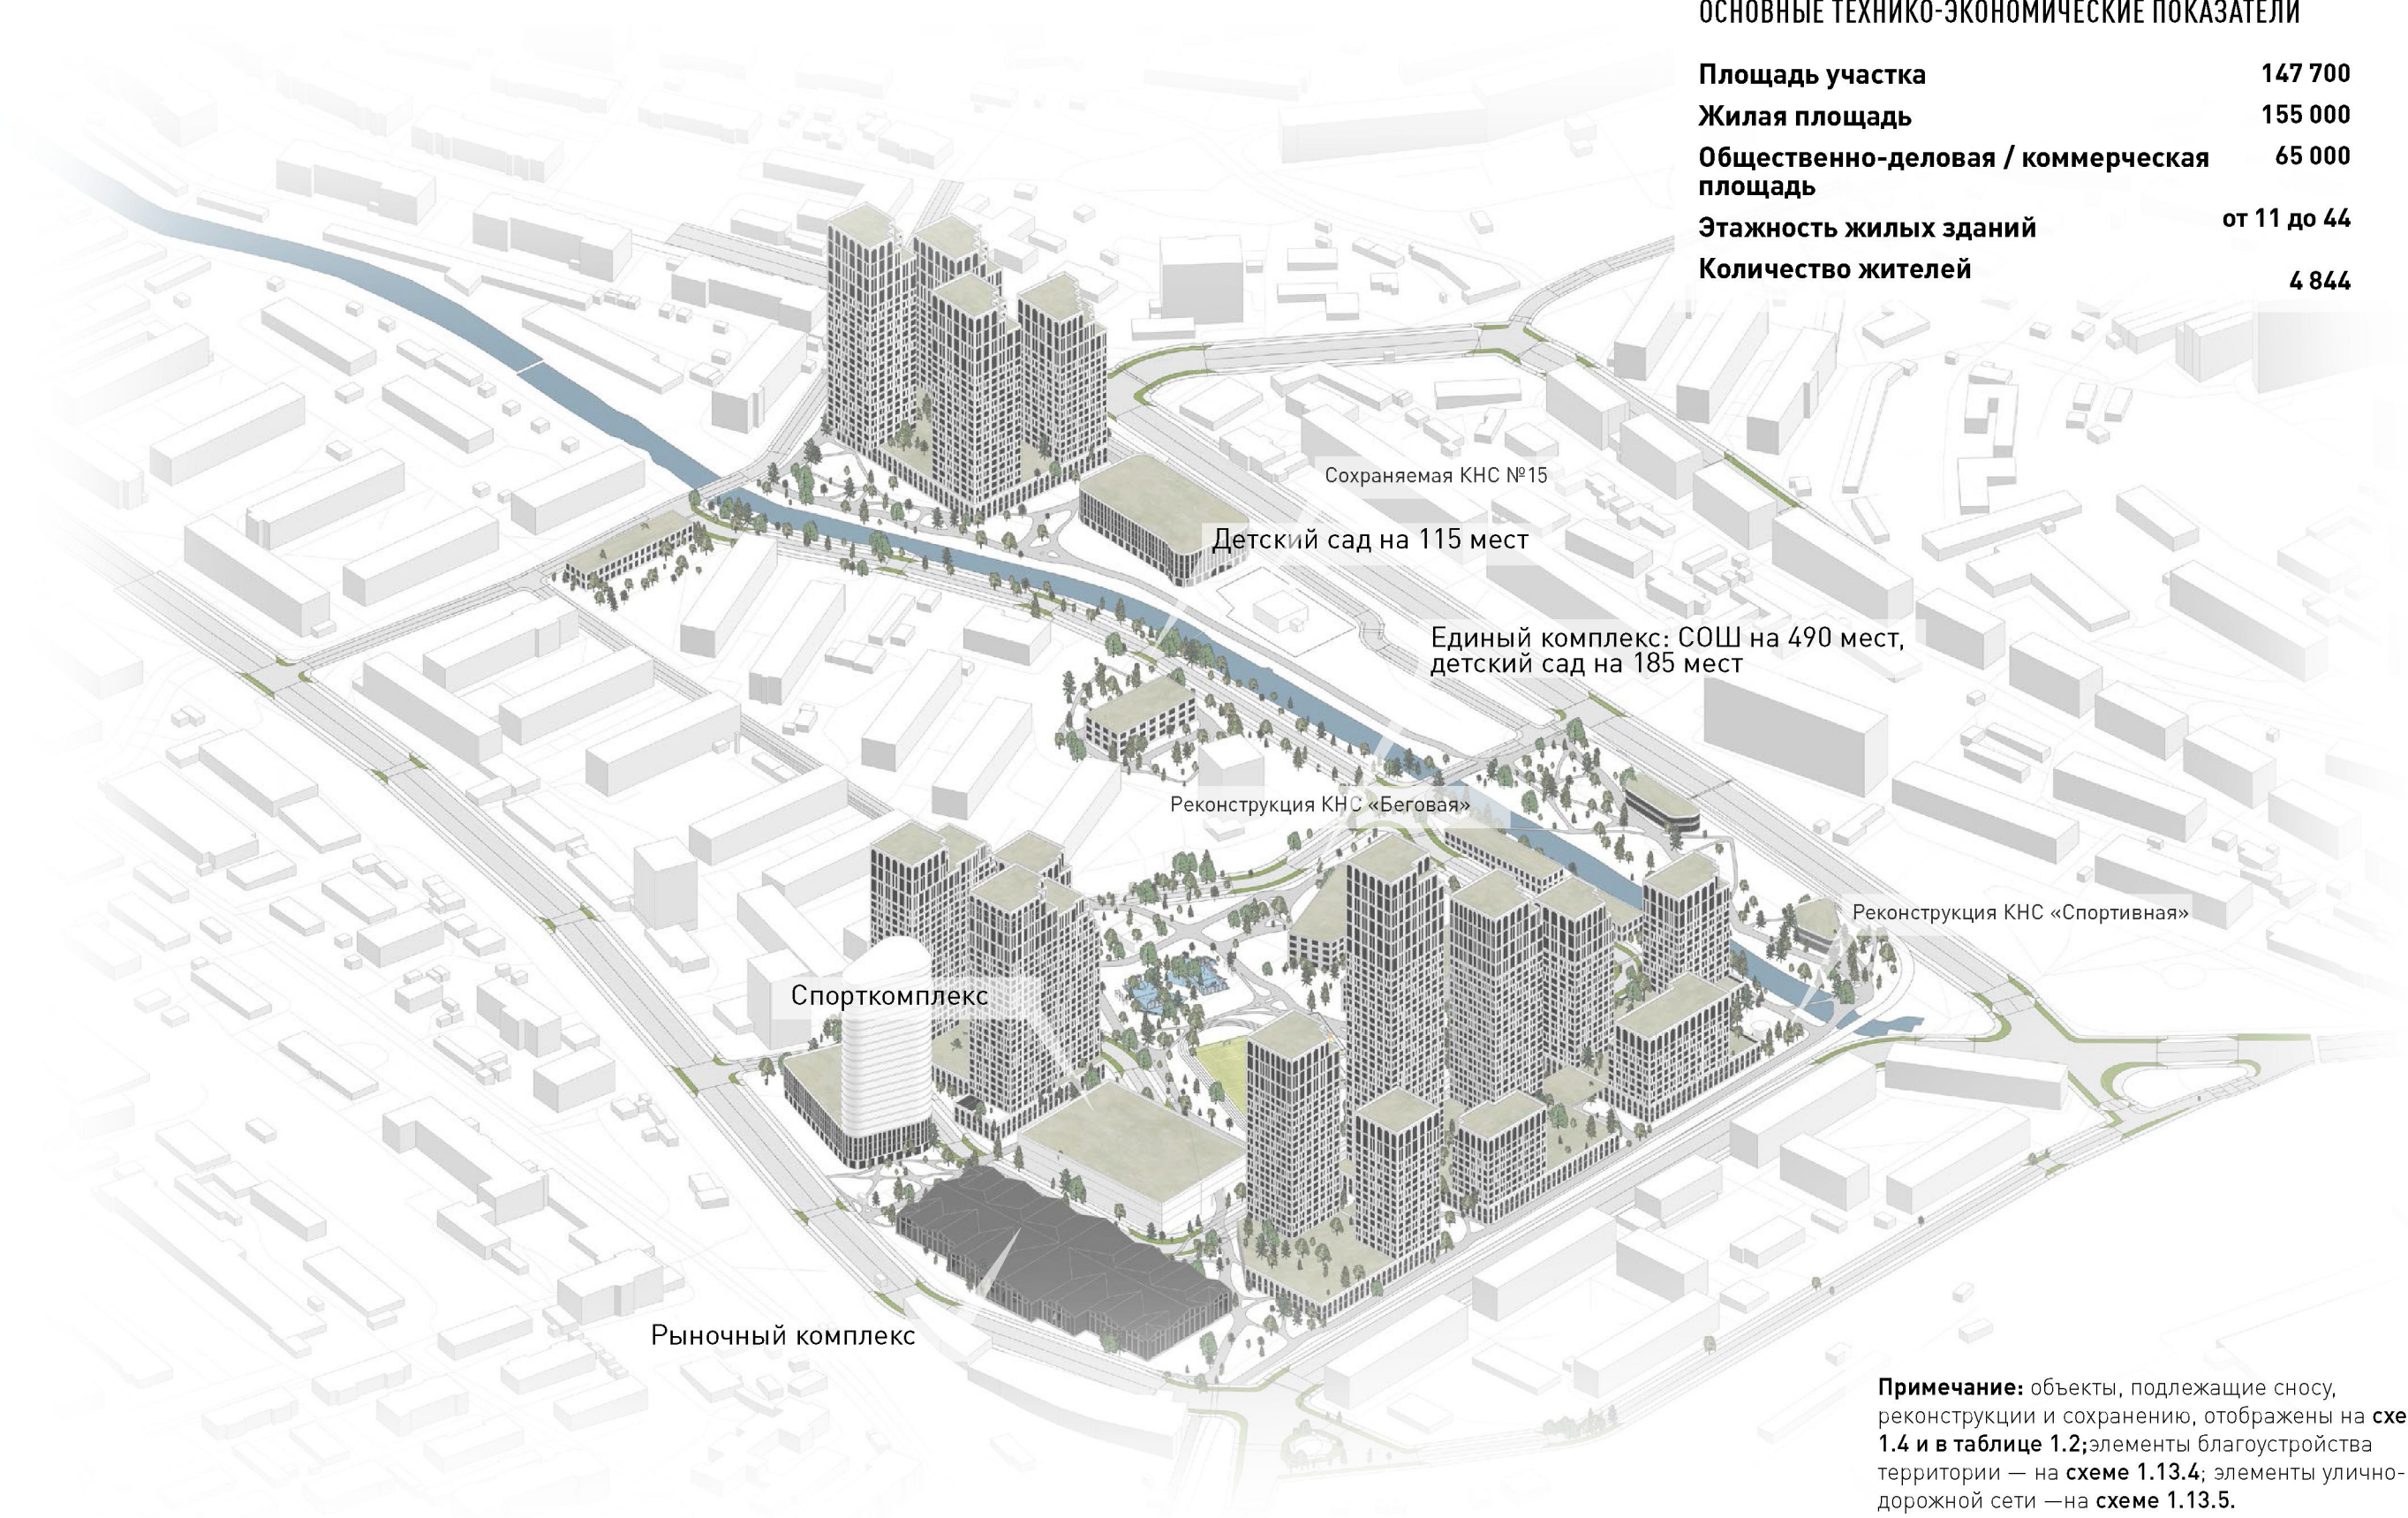 ОСНОВНЫЕ ТЕХНИКО-ЭКОНОМИЧЕСКИЕ ПОКАЗАТЕЛИ
Площадь участка 147 700
Жилая площадь 155 000
Общественно-деловая / коммерческая 65 000
площадь
Этажность жилых зданий от 11 до 44
Количество жителей 4 844
Сохраняемая КНС №15
Детский сад на 115 мест
Единый комплекс: СОШ на 490 мест,
детский сад на 185 мест
Реконструкция КНС «Беговая»
Реконструкция КНС «Спортивная»
Спорткомплекс
Рыночный комплекс
Примечание: объекты, подлежащие сносу,
реконструкции и сохранению, отображены на схе
1.4 и в таблице 1.2;элементы благоустройства
территории — на схеме 1.13.4; элементы улично-
дорожной сети —на схеме 1.13.5.